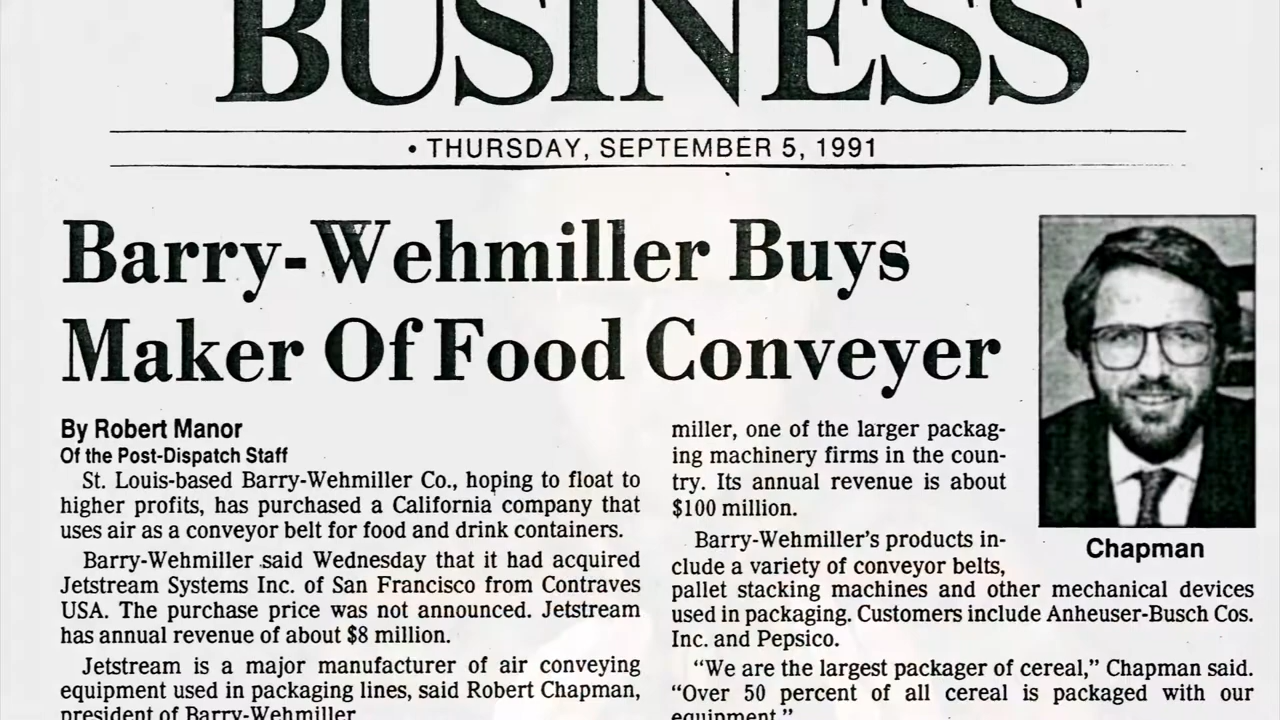 BUSINESS
• THURSDAY, SEPTEMBER 5, 1991
Barry-Wehmiller Buys
Maker Of Food Conveyer
By Robert Manor
Of the Post-Dispatch Staff
St. Louis-based Barry-Wehmiller Co., hoping to float to
higher profits, has purchased a California company that
uses air as a conveyor belt for food and drink containers.
Barry-Wehmiller said Wednesday that it had acquired
Jetstream Systems Inc. of San Francisco from Contraves
USA. The purchase price was not announced. Jetstream
has annual revenue of about $8 million.
Jetstream is a major manufacturer of air conveying
equipment used in packaging lines, said Robert Chapman,
president of Barry-Wehmiller
miller, one of the larger packag-
ing machinery firms in the coun-
try. Its annual revenue is about
$100 million.
Barry-Wehmiller's products in-
clude a variety of conveyor belts,
pallet stacking machines and other mechanical devices
used in packaging. Customers include Anheuser-Busch Cos.
Inc. and Pepsico.
“We are the largest packager of cereal,” Chapman said.
“Over 50 percent of all cereal is packaged with our
equipment.”
Chapman